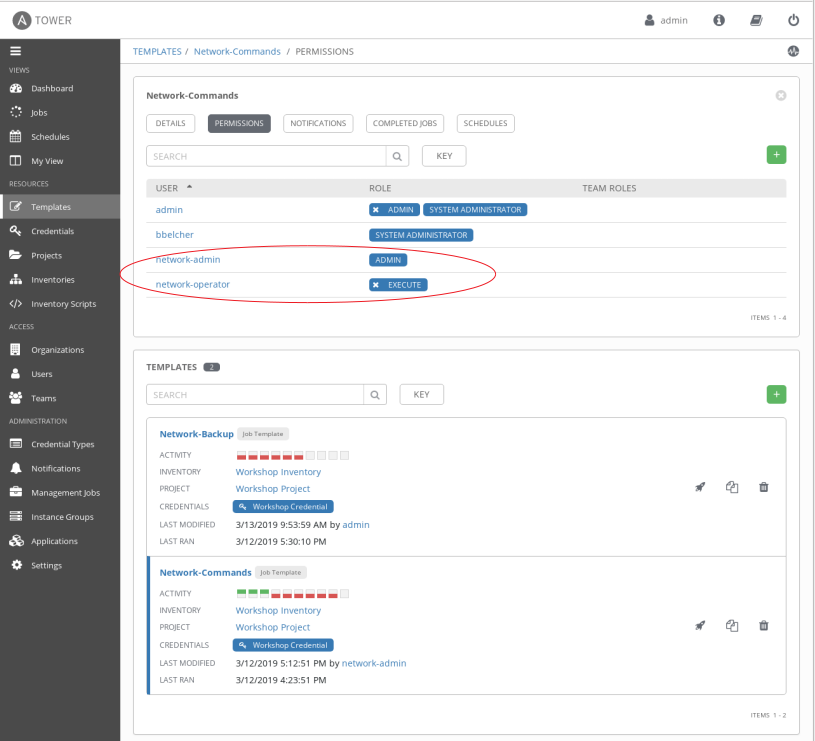 A TOWER
admin
TEMPLATES / Network-Commands / PERMISSIONS
VIEWS
Dashboard
Jobs
Schedules
My View
RESOURCES
Templates
Credentials
Projects
Inventories
Inventory Scripts
ACCESS
Organizations
Users
Teams
ADMINISTRATION
Credential Types
Notifications
Management Jobs
Instance Groups
Applications
Settings
Network-Commands
DETAILS PERMISSIONS NOTIFICATIONS COMPLETED JOBS SCHEDULES
SEARCH KEY +
USER ROLE TEAM ROLES
admin ✖ ADMIN SYSTEM ADMINISTRATOR
bbelcher SYSTEM ADMINISTRATOR
network-admin ADMIN
network-operator ✖ EXECUTE
ITEMS 1 - 4
TEMPLATES 2
SEARCH KEY +
Network-Backup Job Template
ACTIVITY
INVENTORY Workshop Inventory
PROJECT Workshop Project
CREDENTIALS Workshop Credential
LAST MODIFIED 3/13/2019 9:53:59 AM by admin
LAST RAN 3/12/2019 5:30:10 PM
Network-Commands Job Template
ACTIVITY
INVENTORY Workshop Inventory
PROJECT Workshop Project
CREDENTIALS Workshop Credential
LAST MODIFIED 3/12/2019 5:12:51 PM by network-admin
LAST RAN 3/12/2019 4:23:51 PM
ITEMS 1 - 2